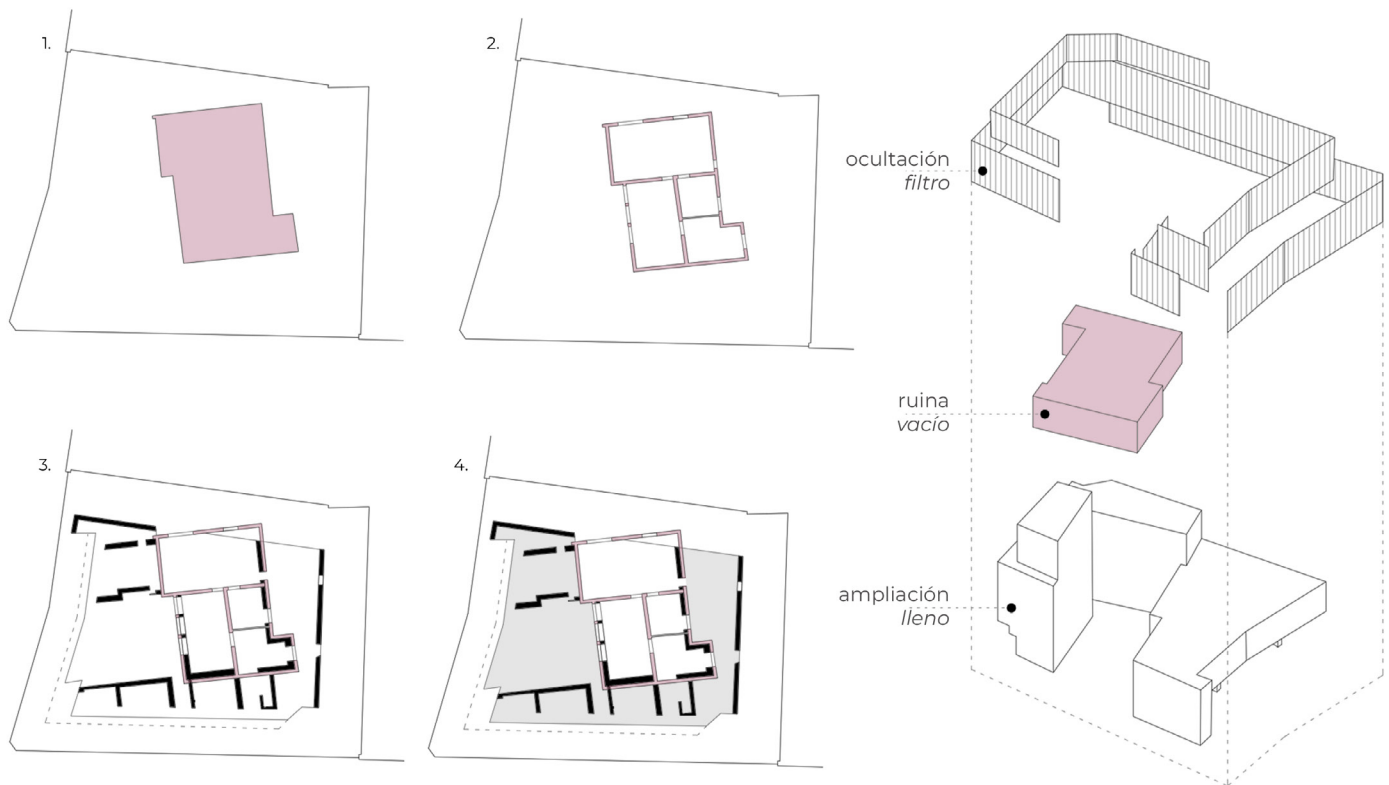 1.
2.
3.
4.
ocultación
filtro
ruina
vacío
ampliación
lleno